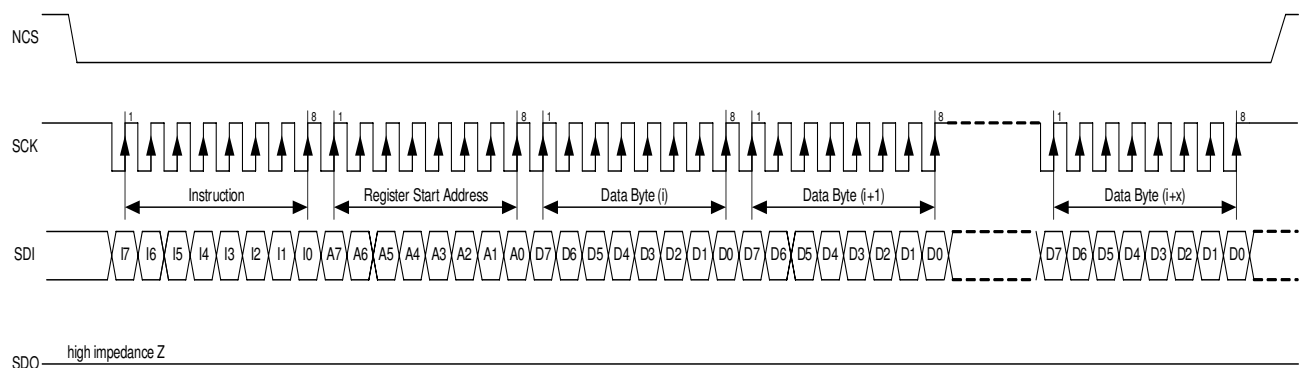 NCS
1 8 1 8 1 8 1 8 1 8
SCK
Instruction Register Start Address Data Byte (i) Data Byte (i+1) Data Byte (i+x)
SDI I7 I6 I5 I4 I3 I2 I1 I0 A7 A6 A5 A4 A3 A2 A1 A0 D7 D6 D5 D4 D3 D2 D1 D0 D7 D6 D5 D4 D3 D2 D1 D0 D7 D6 D5 D4 D3 D2 D1 D0
high impedance Z
SDO